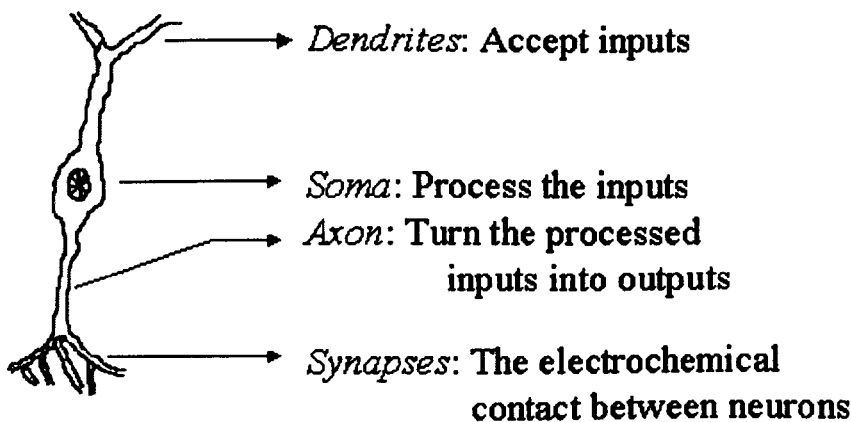 Dendrites: Accept inputs
Soma: Process the inputs
Axon: Turn the processed
inputs into outputs
Synapses: The electrochemical
contact between neurons